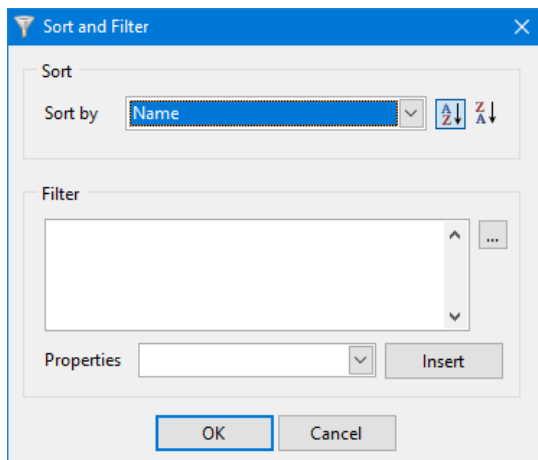 Sort and Filter
Sort
Sort by Name A Z Z A
Filter
...
Properties Insert
OK Cancel